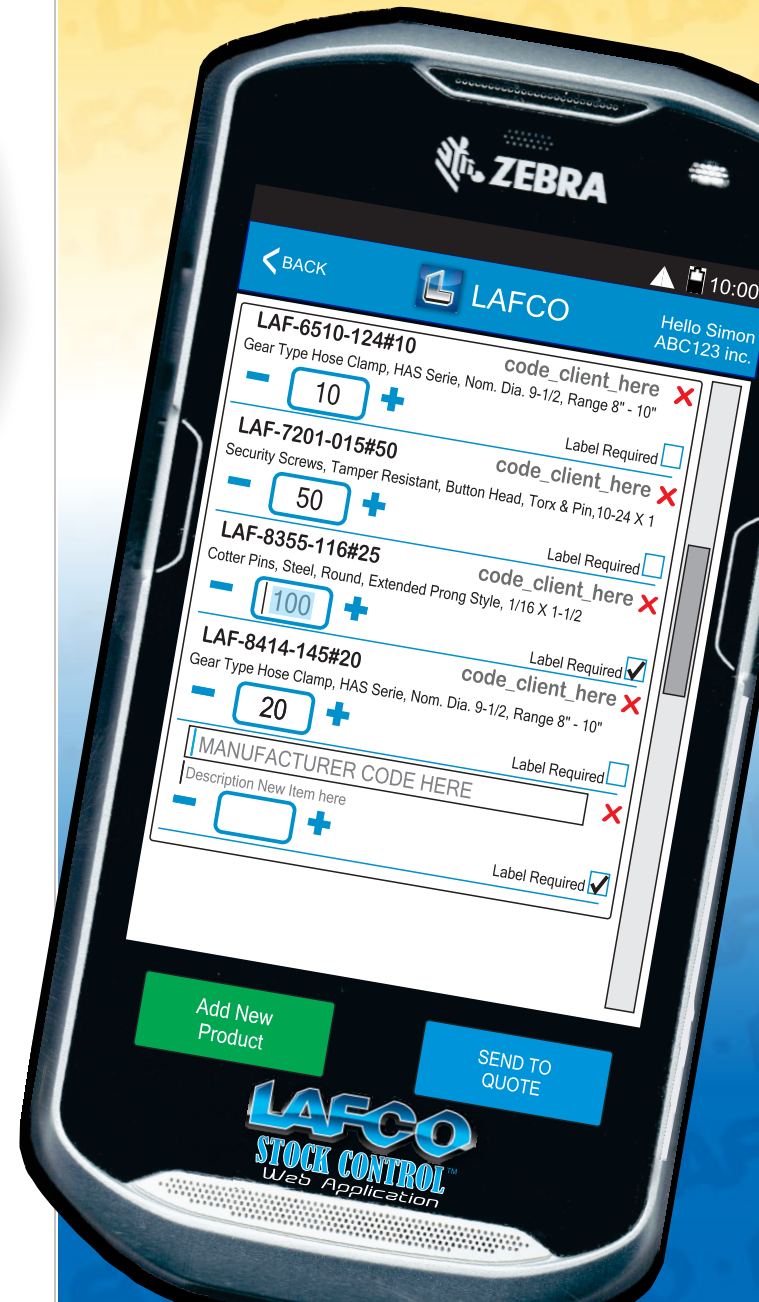 ZEBRA
10:00
BACK
LAFCO
Hello Simon
ABC123 inc.
LAF-6510-124#10
code_client_here
Gear Type Hose Clamp, HAS Serie, Nom. Dia. 9-1/2, Range 8" - 10"
10
Label Required
LAF-7201-015#50
code_client_here
Security Screws, Tamper Resistant, Button Head, Torx & Pin,10-24 X 1
50
Label Required
LAF-8355-116#25
code_client_here
Cotter Pins, Steel, Round, Extended Prong Style, 1/16 X 1-1/2
100
Label Required
LAF-8414-145#20
code_client_here
Gear Type Hose Clamp, HAS Serie, Nom. Dia. 9-1/2, Range 8" - 10"
20
Label Required
MANUFACTURER CODE HERE
Description New Item here
Label Required
Add New
Product
SEND TO
QUOTE
LAFCO
STOCK CONTROL™
Web Application